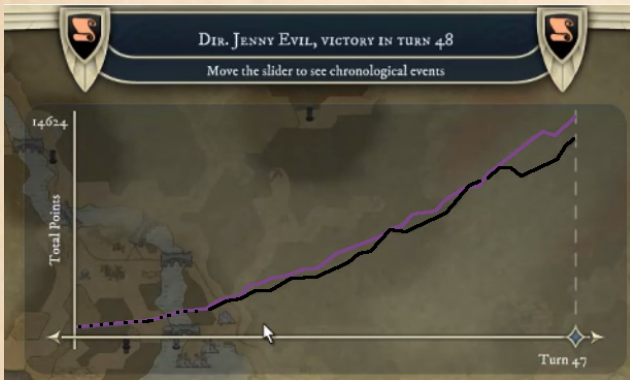 Dir. Jenny Evil, victory in turn 48
Move the slider to see chronological events
14624
Total Points
Turn 47